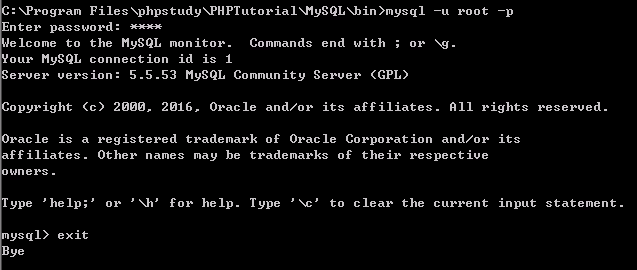 C:\Program Files\phpstudy\PHPTutorial\MySQL\bin>mysql -u root -p
Enter password: ****
Welcome to the MySQL monitor.  Commands end with ; or \g.
Your MySQL connection id is 1
Server version: 5.5.53 MySQL Community Server (GPL)
Copyright (c) 2000, 2016, Oracle and/or its affiliates. All rights reserved.
Oracle is a registered trademark of Oracle Corporation and/or its
affiliates. Other names may be trademarks of their respective
owners.
Type 'help;' or '\h' for help. Type '\c' to clear the current input statement.
mysql> exit
Bye